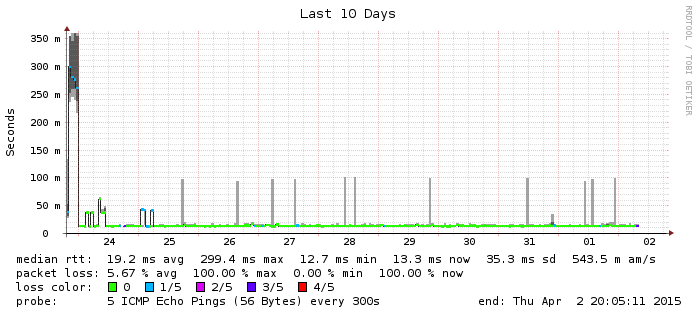 Last 10 Days
RRDTOOL / TOBI OETIKER
Seconds
350 m
300 m
250 m
200 m
150 m
100 m
50 m
0
24 25 26 27 28 29 30 31 01 02
median rtt: 19.2 ms avg 299.4 ms max 12.7 ms min 13.3 ms now 35.3 ms sd 543.5 m am/s
packet loss: 5.67 % avg 100.00 % max 0.00 % min 100.00 % now
loss color: 0 1/5 2/5 3/5 4/5
probe: 5 ICMP Echo Pings (56 Bytes) every 300s end: Thu Apr 2 20:05:11 2015